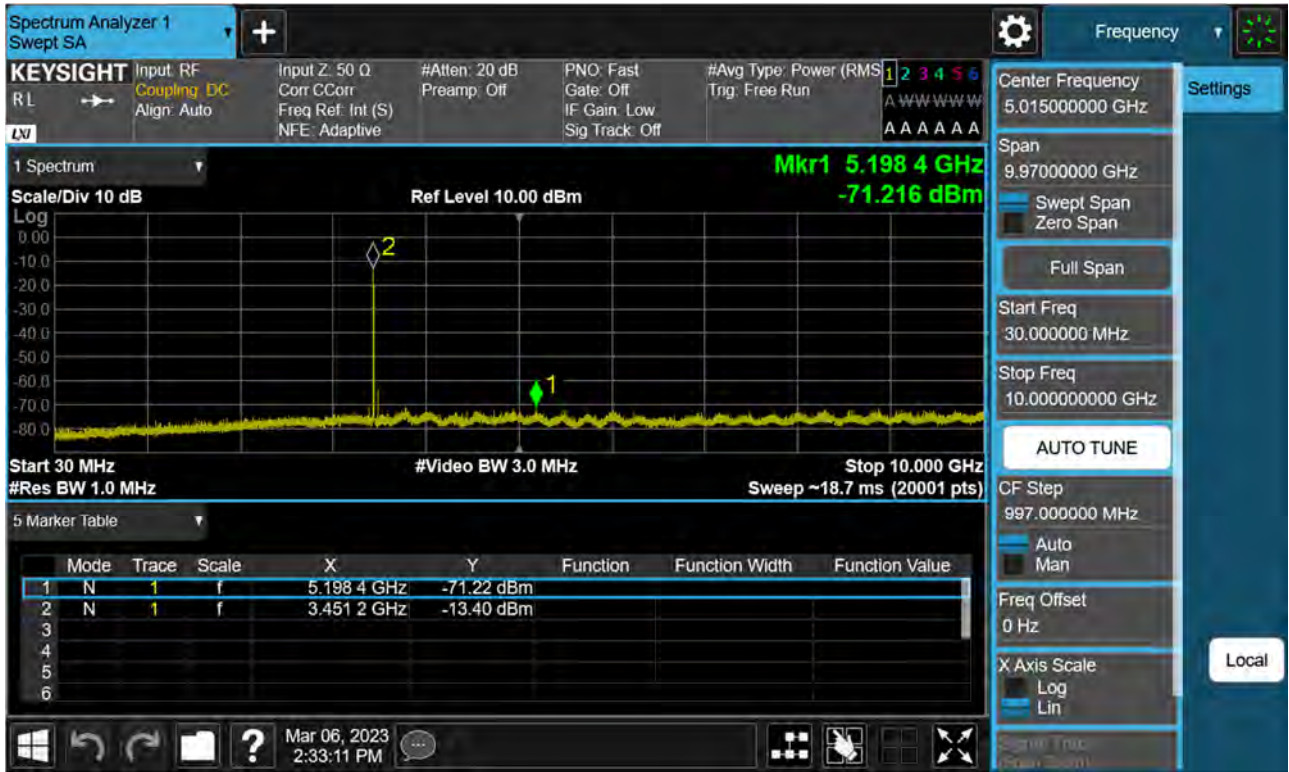 Spectrum Analyzer 1
Swept SA
Frequency
KEYSIGHT
RL
LXI
Input: RF
Coupling: DC
Align: Auto
Input Z: 50 Ω
Corr CCorr
Freq Ref: Int (S)
NFE: Adaptive
#Atten: 20 dB
Preamp: Off
PNO: Fast
Gate: Off
IF Gain: Low
Sig Track: Off
#Avg Type: Power (RMS
Trig: Free Run
1 2 3 4 5 6
A W W W W W
A A A A A A
1 Spectrum
Mkr1 5.198 4 GHz
-71.216 dBm
Scale/Div 10 dB
Ref Level 10.00 dBm
Log
0.00
-10.0
-20.0
-30.0
-40.0
-50.0
-60.0
-70.0
-80.0
2
1
Start 30 MHz
#Video BW 3.0 MHz
Stop 10.000 GHz
#Res BW 1.0 MHz
Sweep ~18.7 ms (20001 pts)
5 Marker Table
Mode Trace Scale X Y Function Function Width Function Value
1 N 1 f 5.198 4 GHz -71.22 dBm
2 N 1 f 3.451 2 GHz -13.40 dBm
3
4
5
6
Mar 06, 2023
2:33:11 PM
Center Frequency
5.015000000 GHz
Settings
Span
9.97000000 GHz
Swept Span
Zero Span
Full Span
Start Freq
30.000000 MHz
Stop Freq
10.000000000 GHz
AUTO TUNE
CF Step
997.000000 MHz
Auto
Man
Freq Offset
0 Hz
X Axis Scale
Log
Lin
Local